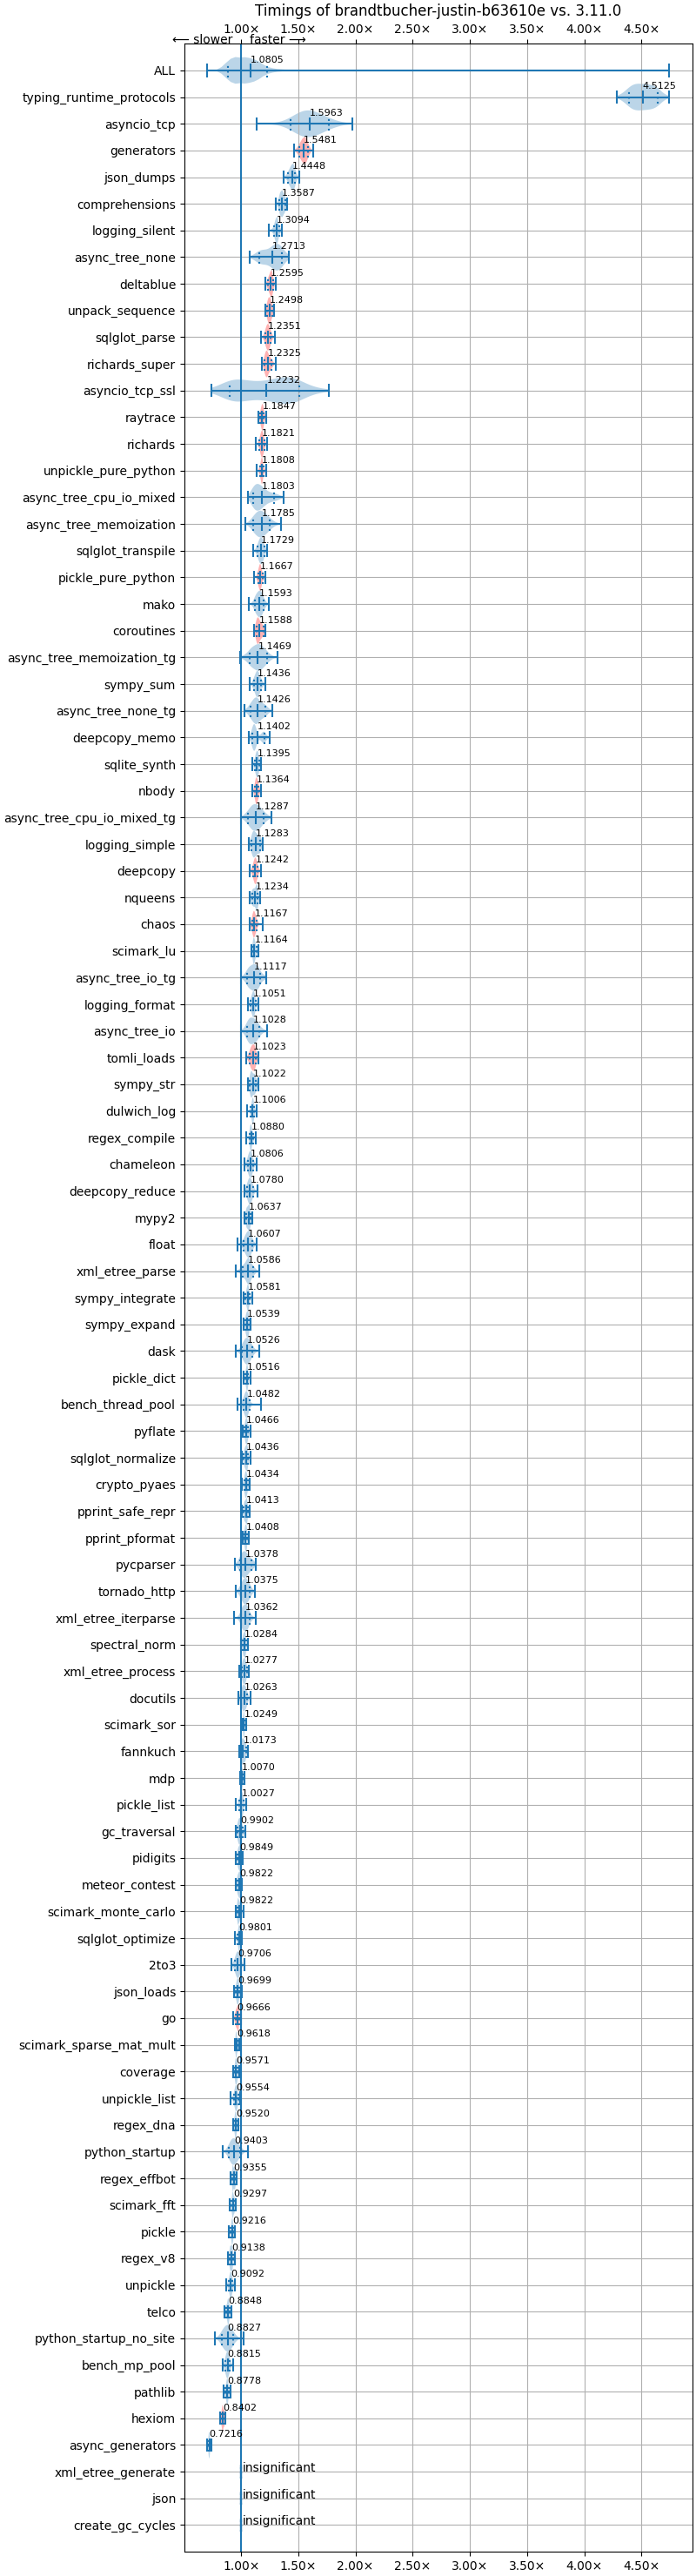 Timings of brandtbucher-justin-b63610e vs. 3.11.0
1.00× 1.50× 2.00× 2.50× 3.00× 3.50× 4.00× 4.50×
⟵ slower faster ⟶
ALL 1.0805
typing_runtime_protocols 4.5125
asyncio_tcp 1.5963
generators 1.5481
json_dumps 1.4448
comprehensions 1.3587
logging_silent 1.3094
async_tree_none 1.2713
deltablue 1.2595
unpack_sequence 1.2498
sqlglot_parse 1.2351
richards_super 1.2325
asyncio_tcp_ssl 1.2232
raytrace 1.1847
richards 1.1821
unpickle_pure_python 1.1808
async_tree_cpu_io_mixed 1.1803
async_tree_memoization 1.1785
sqlglot_transpile 1.1729
pickle_pure_python 1.1667
mako 1.1593
coroutines 1.1588
async_tree_memoization_tg 1.1469
sympy_sum 1.1436
async_tree_none_tg 1.1426
deepcopy_memo 1.1402
sqlite_synth 1.1395
nbody 1.1364
async_tree_cpu_io_mixed_tg 1.1287
logging_simple 1.1283
deepcopy 1.1242
nqueens 1.1234
chaos 1.1167
scimark_lu 1.1164
async_tree_io_tg 1.1117
logging_format 1.1051
async_tree_io 1.1028
tomli_loads 1.1023
sympy_str 1.1022
dulwich_log 1.1006
regex_compile 1.0880
chameleon 1.0806
deepcopy_reduce 1.0780
mypy2 1.0637
float 1.0607
xml_etree_parse 1.0586
sympy_integrate 1.0581
sympy_expand 1.0539
dask 1.0526
pickle_dict 1.0516
bench_thread_pool 1.0482
pyflate 1.0466
sqlglot_normalize 1.0436
crypto_pyaes 1.0434
pprint_safe_repr 1.0413
pprint_pformat 1.0408
pycparser 1.0378
tornado_http 1.0375
xml_etree_iterparse 1.0362
spectral_norm 1.0284
xml_etree_process 1.0277
docutils 1.0263
scimark_sor 1.0249
fannkuch 1.0173
mdp 1.0070
pickle_list 1.0027
gc_traversal 0.9902
pidigits 0.9849
meteor_contest 0.9822
scimark_monte_carlo 0.9822
sqlglot_optimize 0.9801
2to3 0.9706
json_loads 0.9699
go 0.9666
scimark_sparse_mat_mult 0.9618
coverage 0.9571
unpickle_list 0.9554
regex_dna 0.9520
python_startup 0.9403
regex_effbot 0.9355
scimark_fft 0.9297
pickle 0.9216
regex_v8 0.9138
unpickle 0.9092
telco 0.8848
python_startup_no_site 0.8827
bench_mp_pool 0.8815
pathlib 0.8778
hexiom 0.8402
async_generators 0.7216
xml_etree_generate insignificant
json insignificant
create_gc_cycles insignificant
1.00× 1.50× 2.00× 2.50× 3.00× 3.50× 4.00× 4.50×